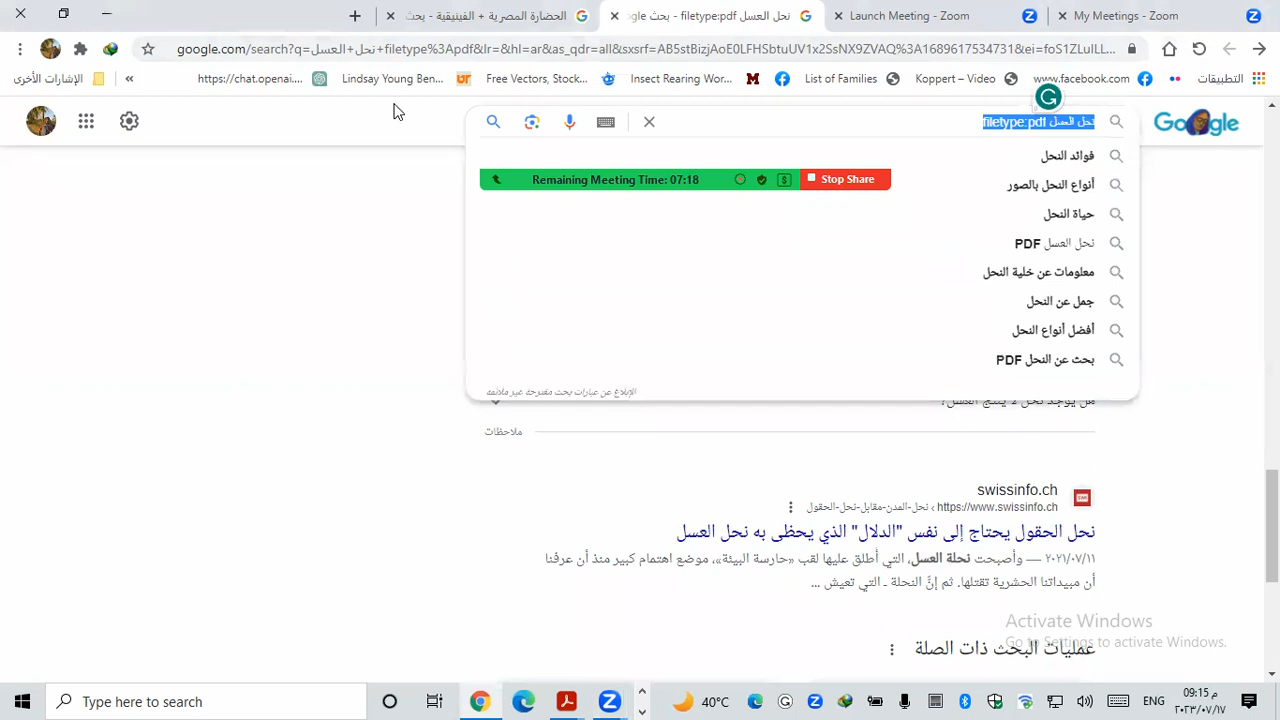 الحضارة المصرية + الفينيقية - بحث
نحل العسل filetype:pdf - بحث gle
Launch Meeting - Zoom
My Meetings - Zoom
google.com/search?q=نحل+العسل+filetype%3Apdf&lr=&hl=ar&as_qdr=all&sxsrf=AB5stBizjAoE0LFHSbtuUV1x2SsNX9ZVAQ%3A1689617534731&ei=foS1ZLulLL...
التطبيقات
www.facebook.com
Koppert – Video
List of Families
Insect Rearing Wor...
Free Vectors, Stock...
Lindsay Young Ben...
https://chat.openai....
»
الإشارات الأخرى
Google
نحل العسل filetype:pdf
فوائد النحل
Remaining Meeting Time: 07:18
Stop Share
أنواع النحل بالصور
حياة النحل
نحل العسل PDF
معلومات عن خلية النحل
جمل عن النحل
أفضل أنواع النحل
بحث عن النحل PDF
الإبلاغ عن عبارات بحث مقترحة غير ملائمة
ملاحظات
swissinfo.ch
https://www.swissinfo.ch › نحل-المدن-مقابل-نحل-الحقول
نحل الحقول يحتاج إلى نفس "الدلال" الذي يحظى به نحل العسل
٢٠٢١/٠٧/١١ — وأصبحت نحلة العسل، التي أطلق عليها لقب «حارسة البيئة»، موضع اهتمام كبير منذ أن عرفنا
أن مبيداتنا الحشرية تقتلها. ثم إنَّ النحلة ـ التي تعيش ...
Activate Windows
Go to Settings to activate Windows.
عمليات البحث ذات الصلة
Type here to search
40°C
ENG
09:15 م
٢٠٢٣/٠٧/١٧